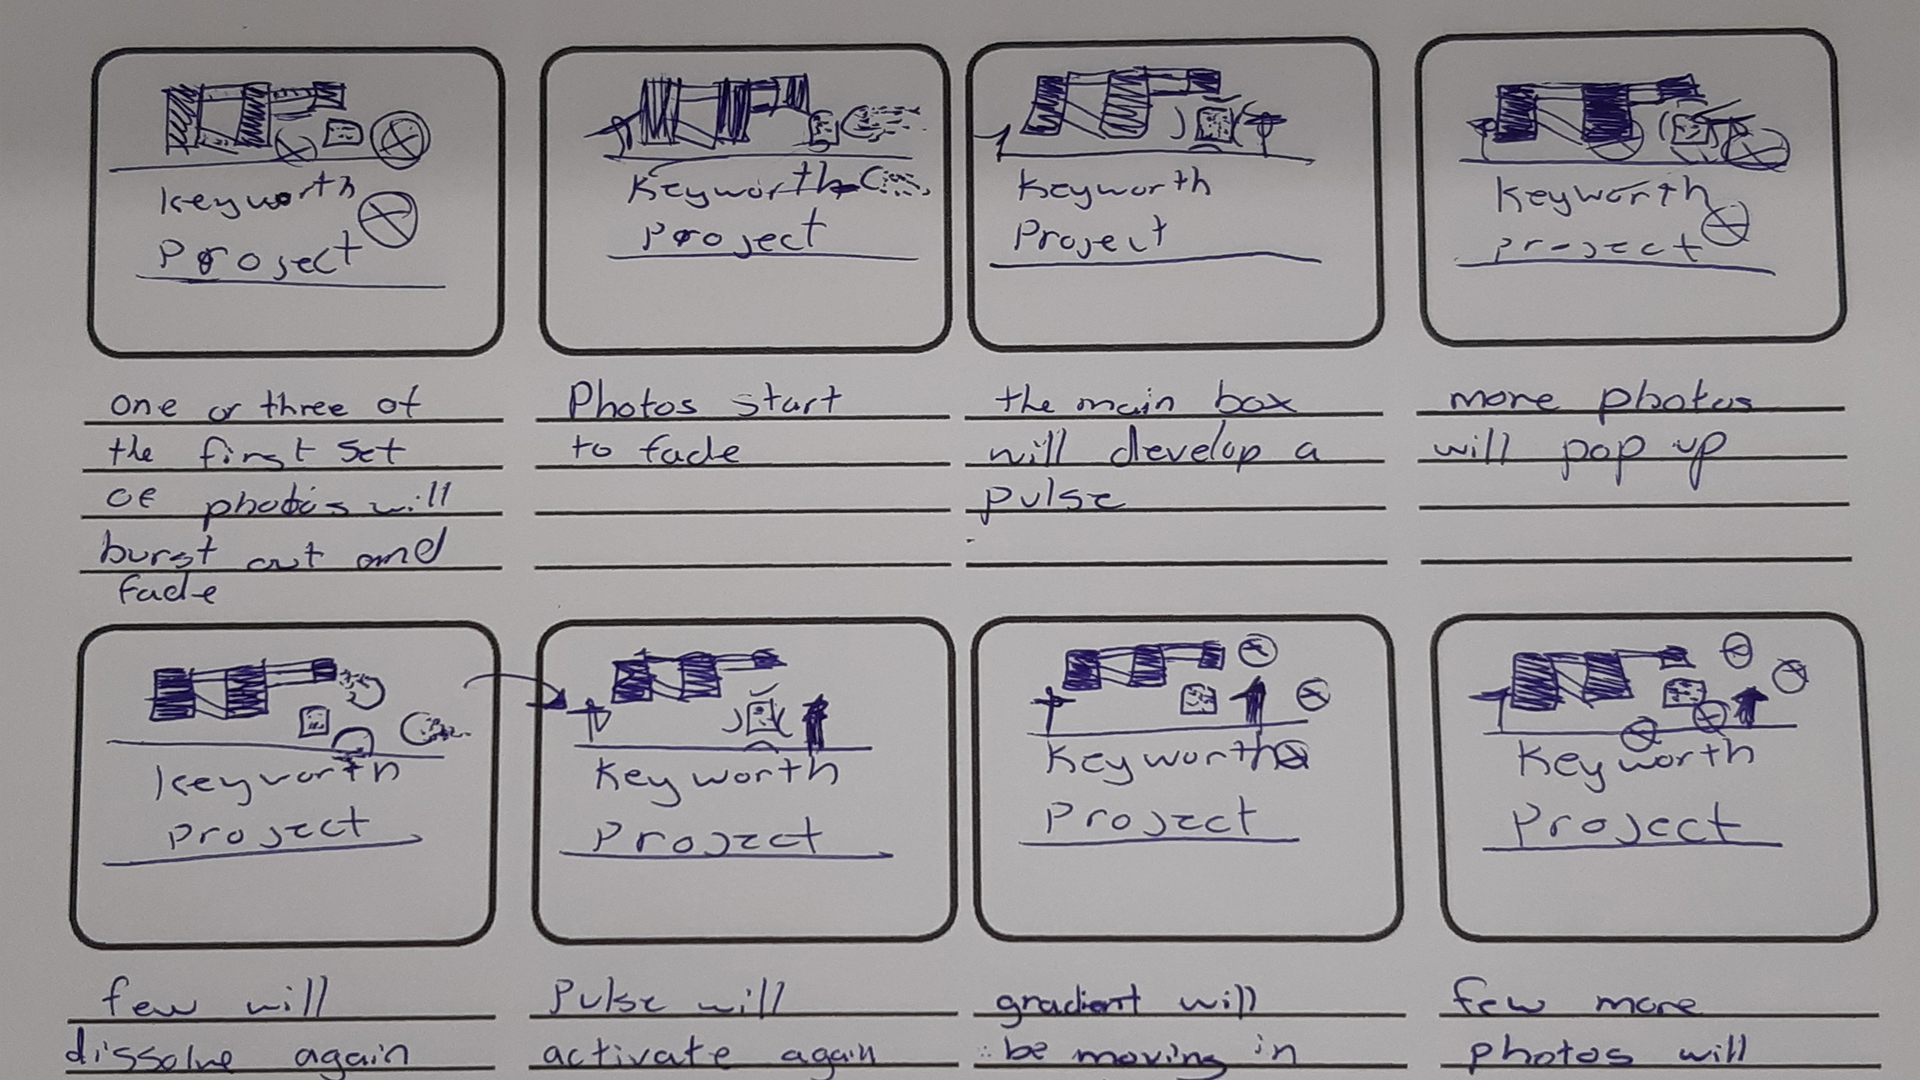 Keyworth
Project
Keyworth
Project
Keyworth
Project
Keyworth
Project
one or three of
the first set
of photos will
burst out and
fade
Photos start
to fade
the main box
will develop a
pulse
more photos
will pop up
Keyworth
Project
Keyworth
Project
Keyworth
Project
Keyworth
Project
few will
dissolve again
Pulse will
activate again
gradient will
be moving in
few more
photos will